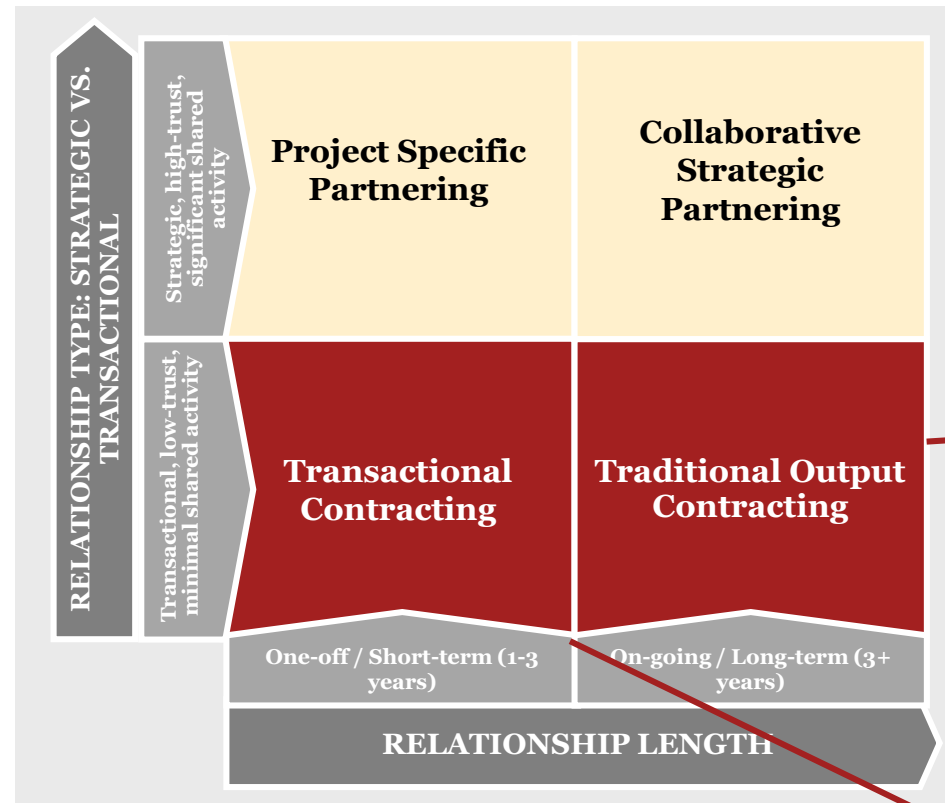 RELATIONSHIP TYPE: STRATEGIC VS.
TRANSACTIONAL
Strategic, high-trust,
significant shared
activity
Project Specific
Partnering
Collaborative
Strategic
Partnering
Transactional, low-trust,
minimal shared activity
Transactional
Contracting
Traditional Output
Contracting
One-off / Short-term (1-3
years)
On-going / Long-term (3+
years)
RELATIONSHIP LENGTH